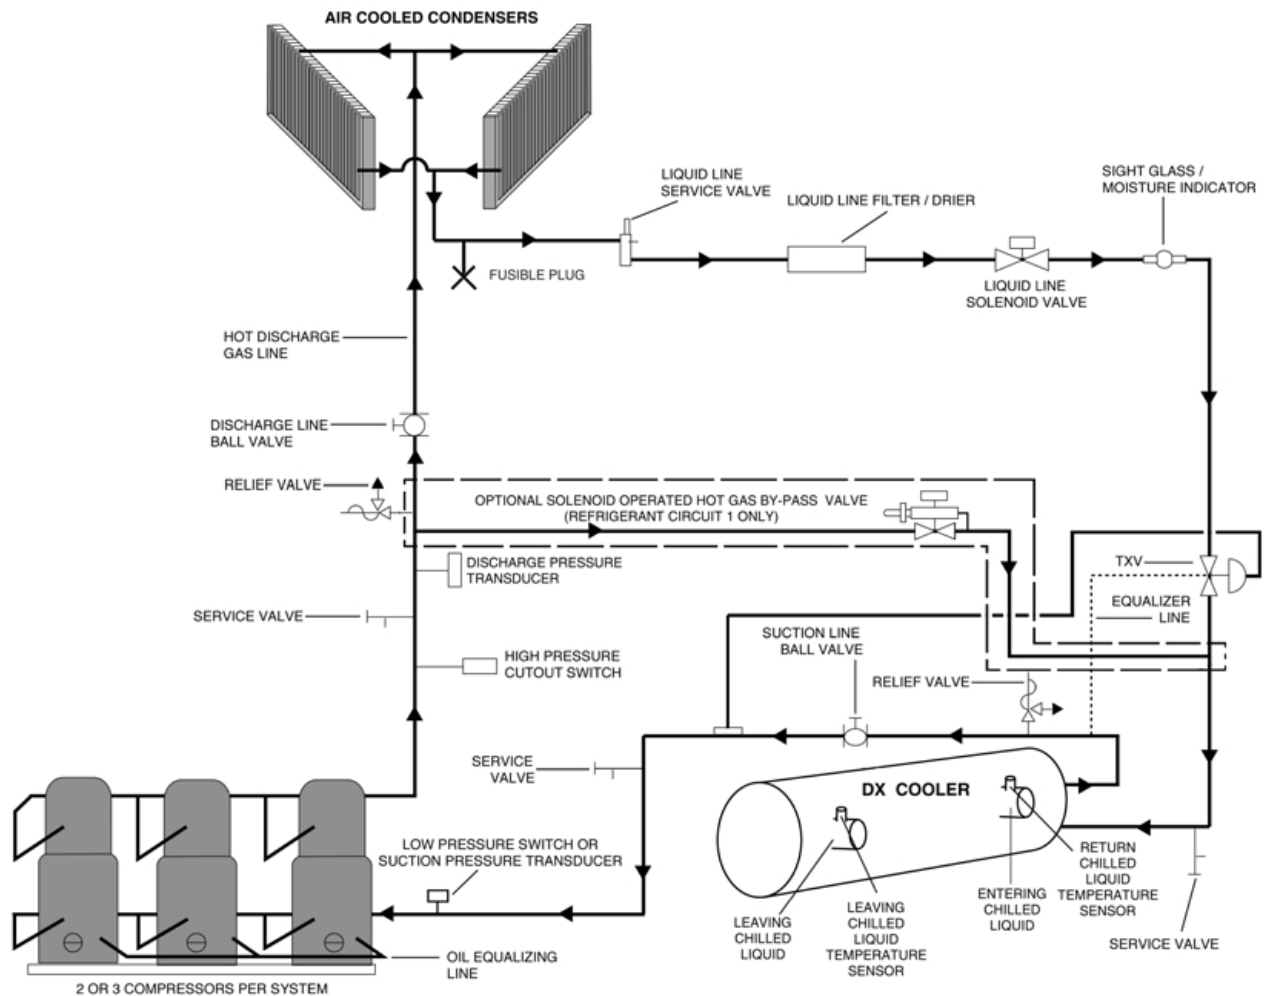 AIR COOLED CONDENSERS
LIQUID LINE
SERVICE VALVE
LIQUID LINE FILTER / DRIER
SIGHT GLASS /
MOISTURE INDICATOR
FUSIBLE PLUG
LIQUID LINE
SOLENOID VALVE
HOT DISCHARGE
GAS LINE
DISCHARGE LINE
BALL VALVE
RELIEF VALVE
OPTIONAL SOLENOID OPERATED HOT GAS BY-PASS VALVE
(REFRIGERANT CIRCUIT 1 ONLY)
DISCHARGE PRESSURE
TRANSDUCER
TXV
EQUALIZER
LINE
SERVICE VALVE
SUCTION LINE
BALL VALVE
HIGH PRESSURE
CUTOUT SWITCH
RELIEF VALVE
SERVICE
VALVE
DX COOLER
LOW PRESSURE SWITCH OR
SUCTION PRESSURE TRANSDUCER
RETURN
CHILLED
LIQUID
TEMPERATURE
SENSOR
ENTERING
CHILLED
LIQUID
LEAVING
CHILLED
LIQUID
TEMPERATURE
SENSOR
LEAVING
CHILLED
LIQUID
SERVICE VALVE
OIL EQUALIZING
LINE
2 OR 3 COMPRESSORS PER SYSTEM